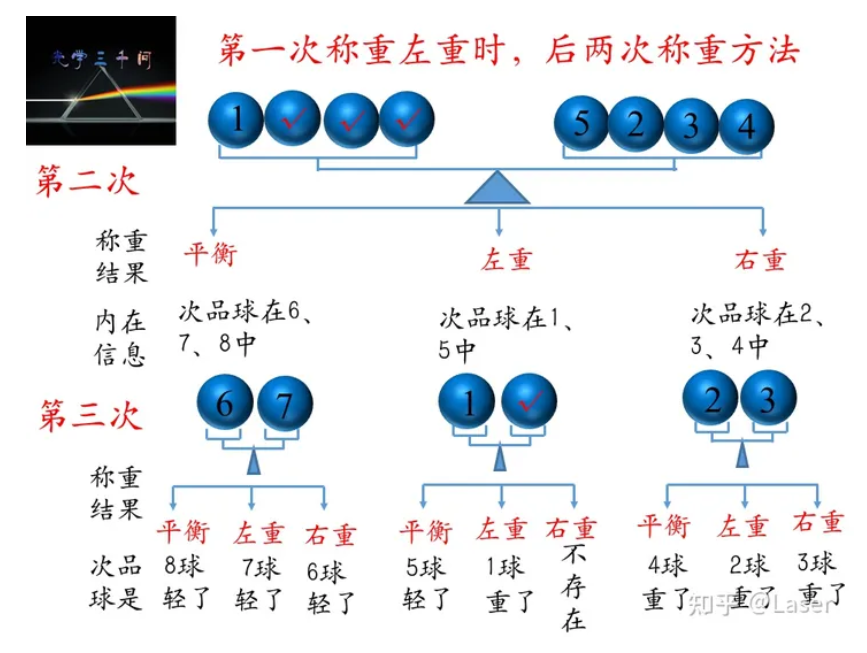 光学三千问
第一次称重左重时，后两次称重方法
1 ✓ ✓ ✓ 5 2 3 4
第二次
称重
结果
平衡 左重 右重
内在
信息
次品球在6、
7、8中
次品球在1、
5中
次品球在2、
3、4中
第三次
6 7 1 ✓ 2 3
称重
结果
平衡 左重 右重 平衡 左重 右重 平衡 左重 右重
次品
球是
8球
轻了
7球
轻了
6球
轻了
5球
轻了
1球
重了
不
存
在
4球
重了
2球
重了
3球
重了
知乎 @Laser